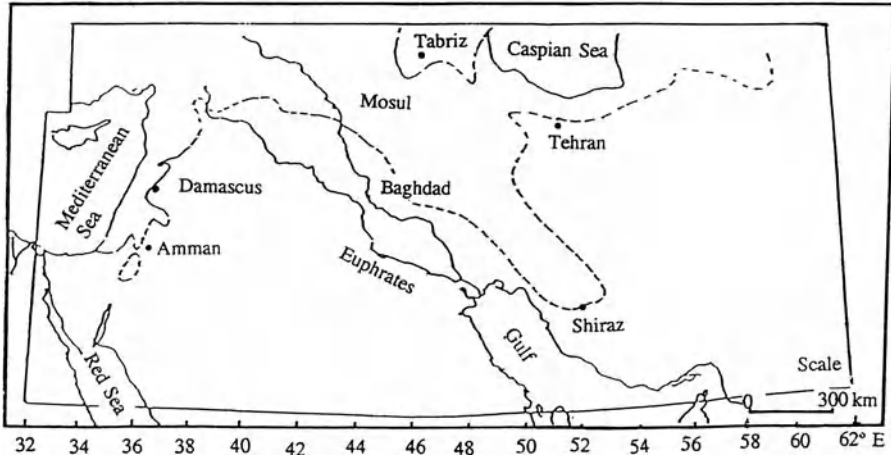 Tabriz
Caspian Sea
Mosul
Tehran
Mediterranean
Sea
Damascus
Baghdad
Amman
Euphrates
Shiraz
Gulf
Red Sea
Scale
0 300 km
32 34 36 38 40 42 44 46 48 50 52 54 56 58 60 62° E